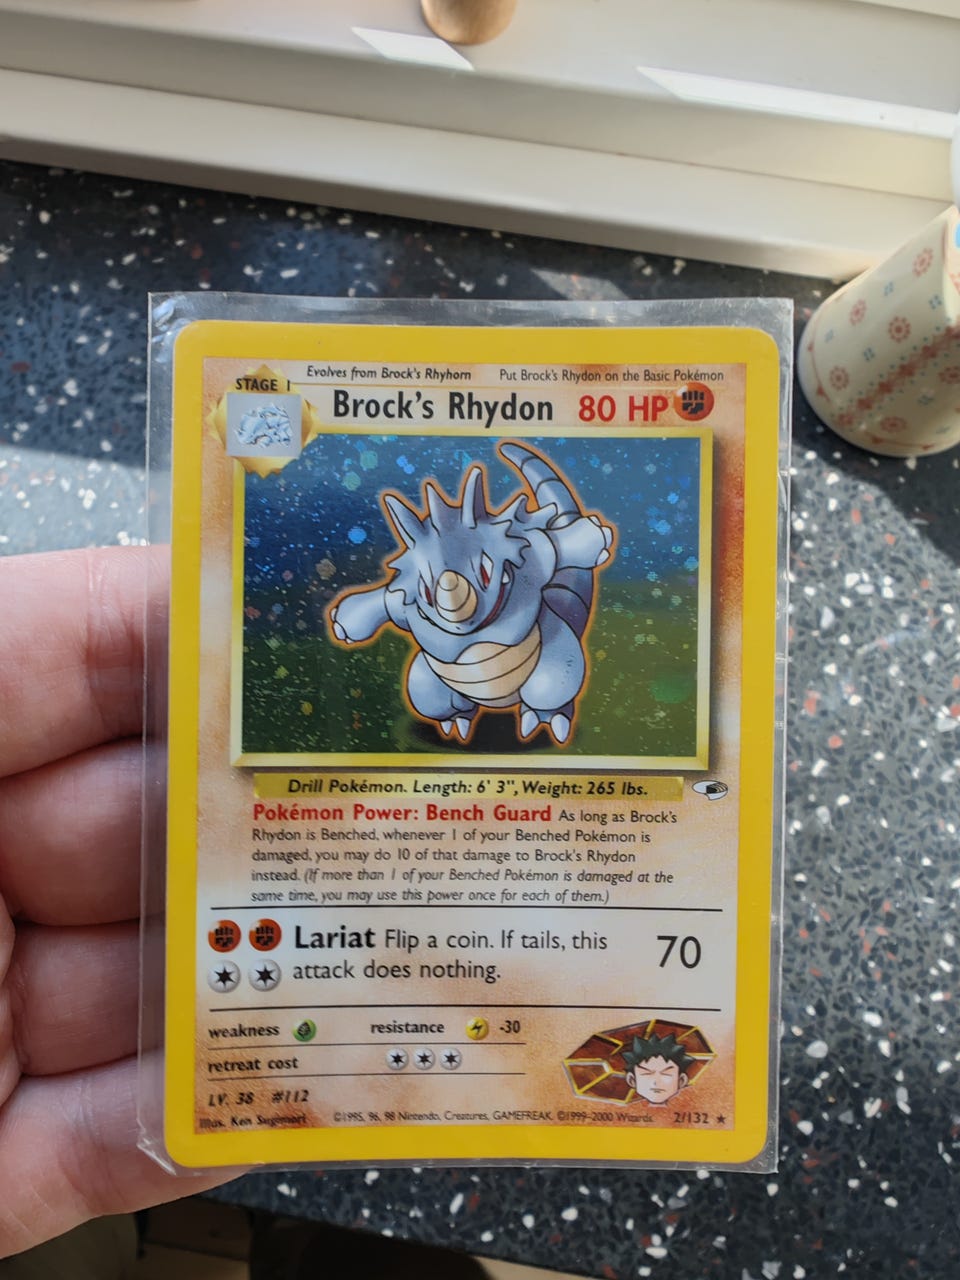 Evolves from Brock's Rhyhorn Put Brock's Rhydon on the Basic Pokémon
STAGE 1
Brock's Rhydon 80 HP
Drill Pokémon. Length: 6' 3", Weight: 265 lbs.
Pokémon Power: Bench Guard As long as Brock's
Rhydon is Benched, whenever 1 of your Benched Pokémon is
damaged, you may do 10 of that damage to Brock's Rhydon
instead. (If more than 1 of your Benched Pokémon is damaged at the
same time, you may use this power once for each of them.)
Lariat Flip a coin. If tails, this
attack does nothing. 70
weakness resistance -30
retreat cost
LV. 38 #112
Illus. Ken Sugimori ©1995, 96, 98 Nintendo, Creatures, GAMEFREAK. ©1999-2000 Wizards. 2/132 ★